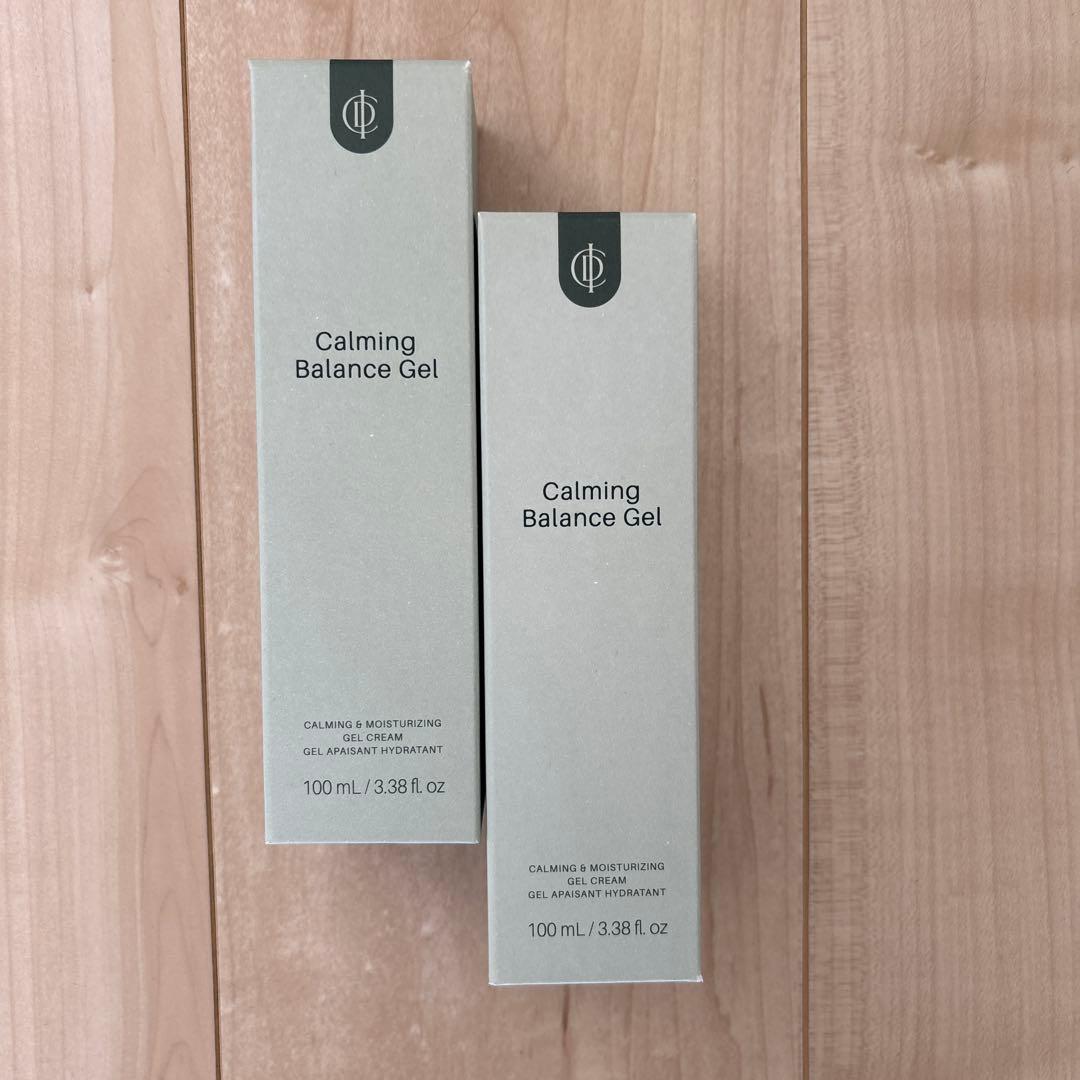 Calming
Balance Gel
CALMING & MOISTURIZING
GEL CREAM
GEL APAISANT HYDRATANT
100 mL / 3.38 fl. oz
Calming
Balance Gel
CALMING & MOISTURIZING
GEL CREAM
GEL APAISANT HYDRATANT
100 mL / 3.38 fl. oz